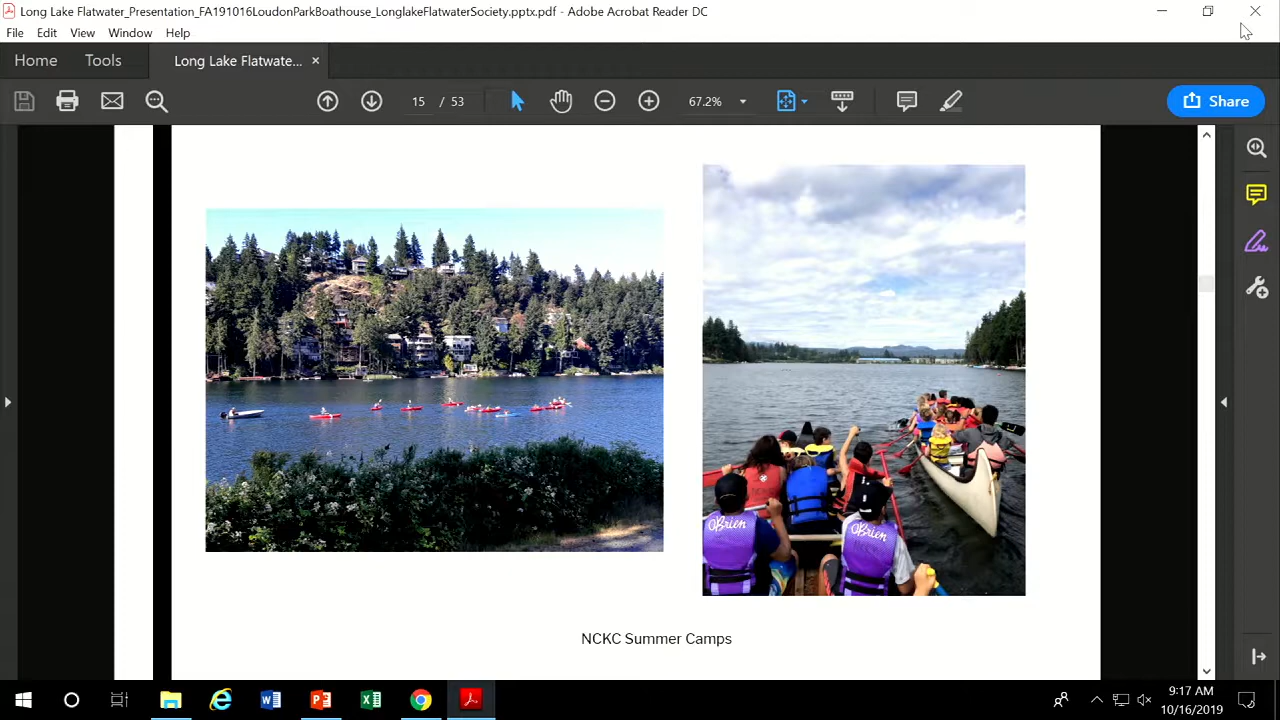 Long Lake Flatwater_Presentation_FA191016LoudonParkBoathouse_LonglakeFlatwaterSociety.pptx.pdf - Adobe Acrobat Reader DC
File Edit View Window Help
Home Tools Long Lake Flatwate... ×
15 / 53 67.2% Share
O'Brien O'Brien
NCKC Summer Camps
9:17 AM
10/16/2019